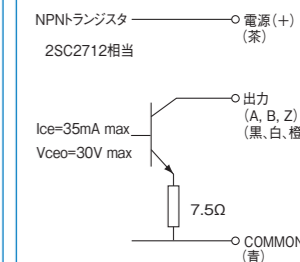 NPNトランジスタ
電源(+)
(茶)
2SC2712相当
出力
(A, B, Z)
(黒、白、橙
Ice=35mA max
Vceo=30V max
7.5Ω
COMMON
(青)